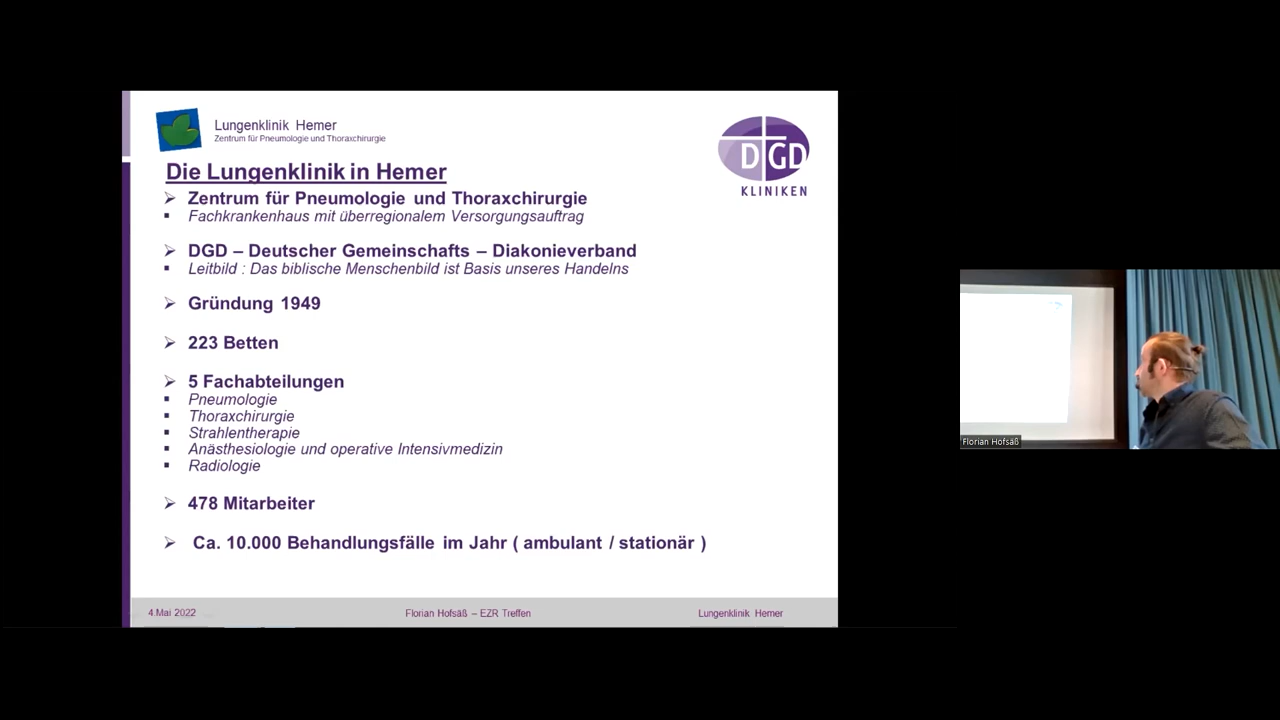 Lungenklinik Hemer
Zentrum für Pneumologie und Thoraxchirurgie
DGD
KLINIKEN
Die Lungenklinik in Hemer
Zentrum für Pneumologie und Thoraxchirurgie
Fachkrankenhaus mit überregionalem Versorgungsauftrag
DGD – Deutscher Gemeinschafts – Diakonieverband
Leitbild : Das biblische Menschenbild ist Basis unseres Handelns
Gründung 1949
223 Betten
5 Fachabteilungen
Pneumologie
Thoraxchirurgie
Strahlentherapie
Anästhesiologie und operative Intensivmedizin
Radiologie
478 Mitarbeiter
Ca. 10.000 Behandlungsfälle im Jahr ( ambulant / stationär )
4.Mai 2022
Florian Hofsäß – EZR Treffen
Lungenklinik Hemer
Florian Hofsäß